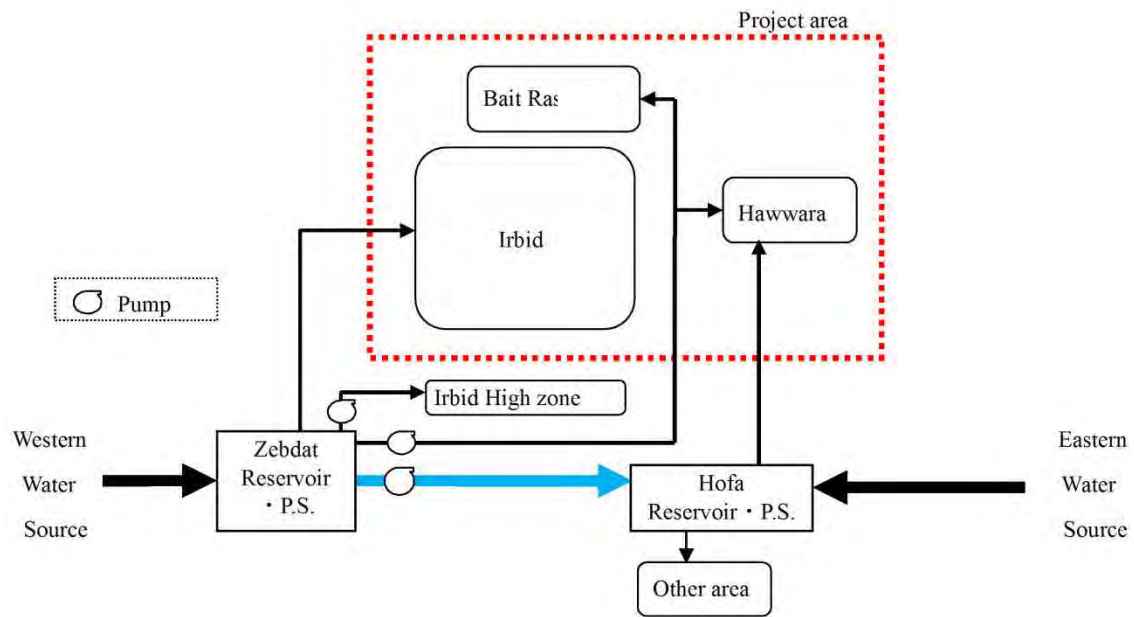 Project area
Bait Ras
Irbid
Hawwara
Pump
Irbid High zone
Western
Water
Source
Zebdat
Reservoir
・P.S.
Hofa
Reservoir・P.S.
Eastern
Water
Source
Other area